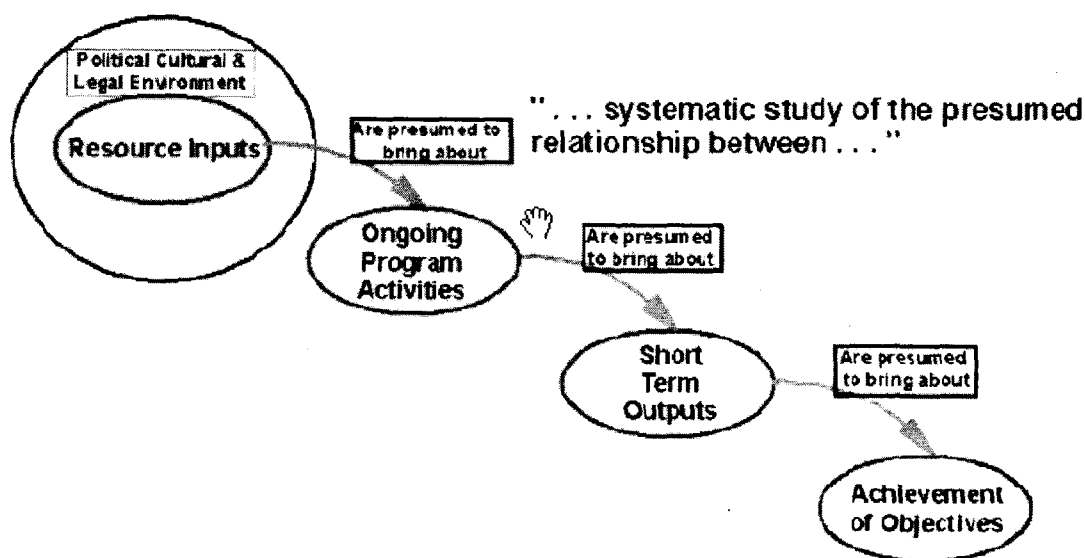 Political Cultural &
Legal Environment
Resource Inputs
Are presumed to
bring about
". . . systematic study of the presumed
relationship between . . . "
Ongoing
Program
Activities
Are presumed
to bring about
Short
Term
Outputs
Are presumed
to bring about
Achievement
of Objectives